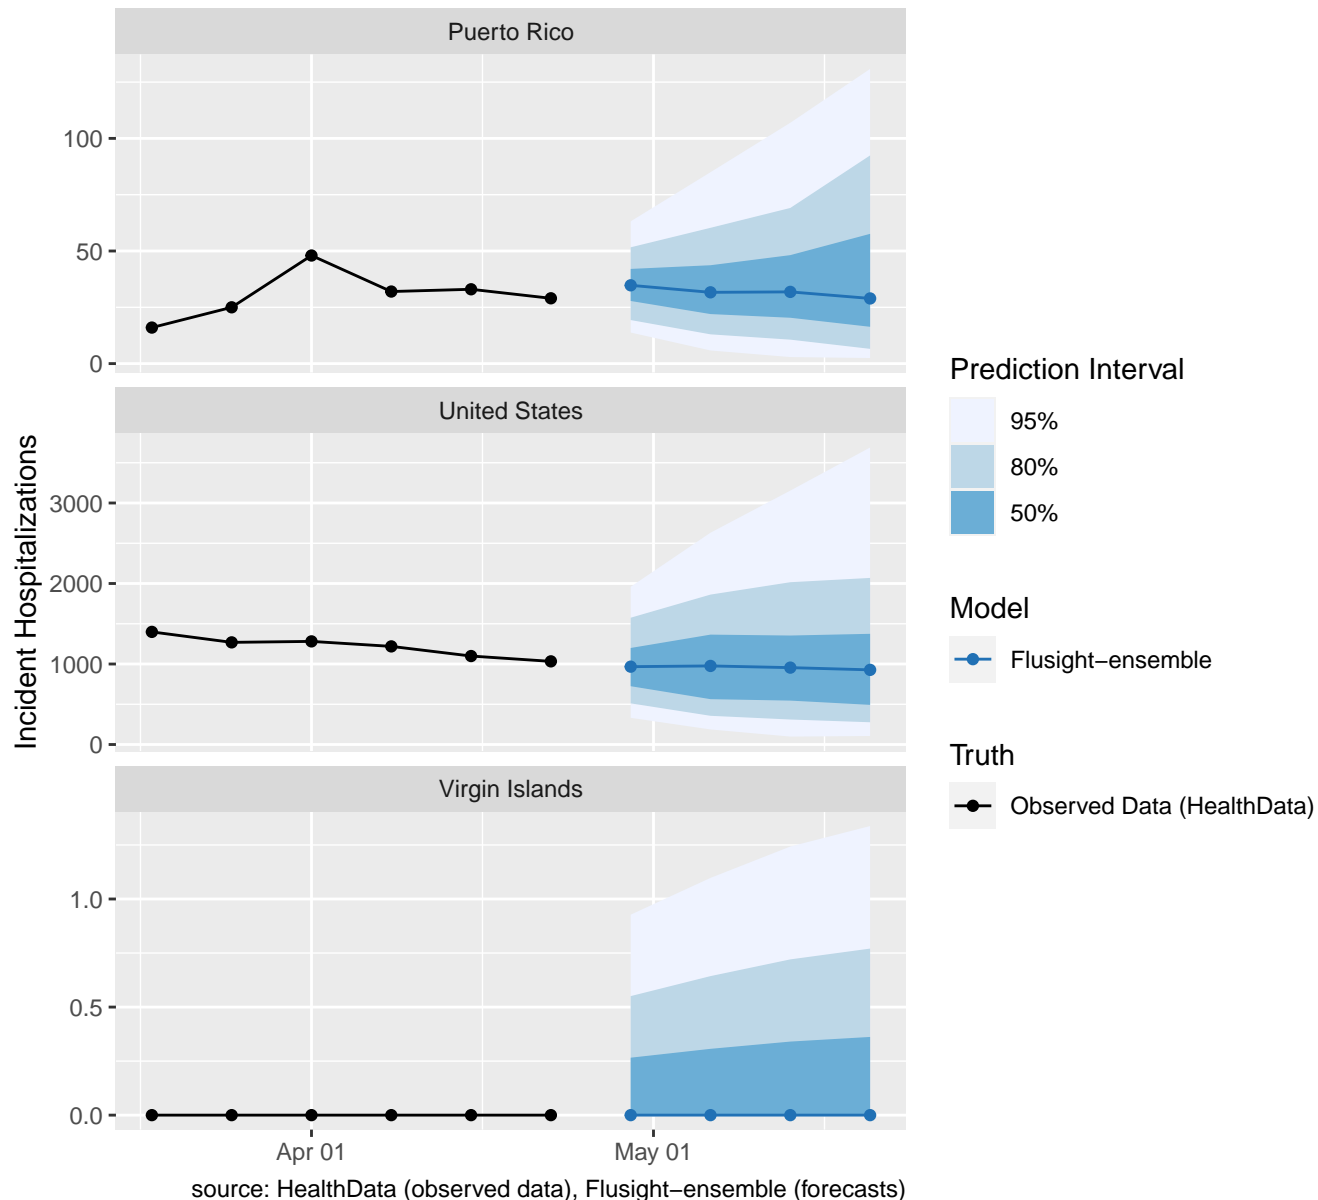 Puerto Rico
100
50
0
United States
3000
2000
1000
0
Virgin Islands
1.0
0.5
0.0
Apr 01
May 01
Incident Hospitalizations
source: HealthData (observed data), Flusight−ensemble (forecasts)
Prediction Interval
95%
80%
50%
Model
Flusight−ensemble
Truth
Observed Data (HealthData)